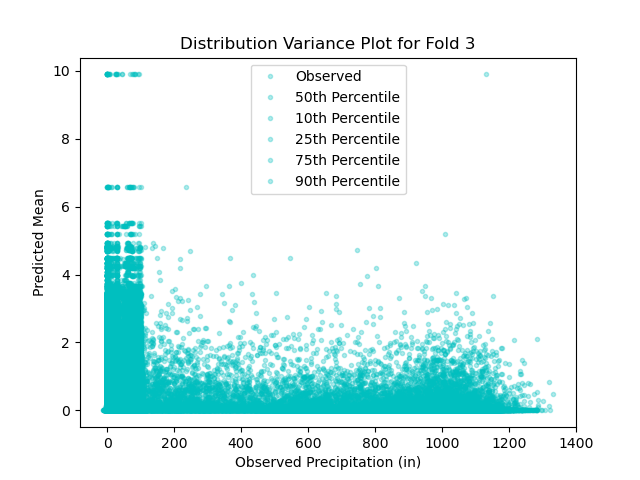 Distribution Variance Plot for Fold 3
Observed
50th Percentile
10th Percentile
25th Percentile
75th Percentile
90th Percentile
10
8
6
4
2
0
Predicted Mean
0 200 400 600 800 1000 1200 1400
Observed Precipitation (in)